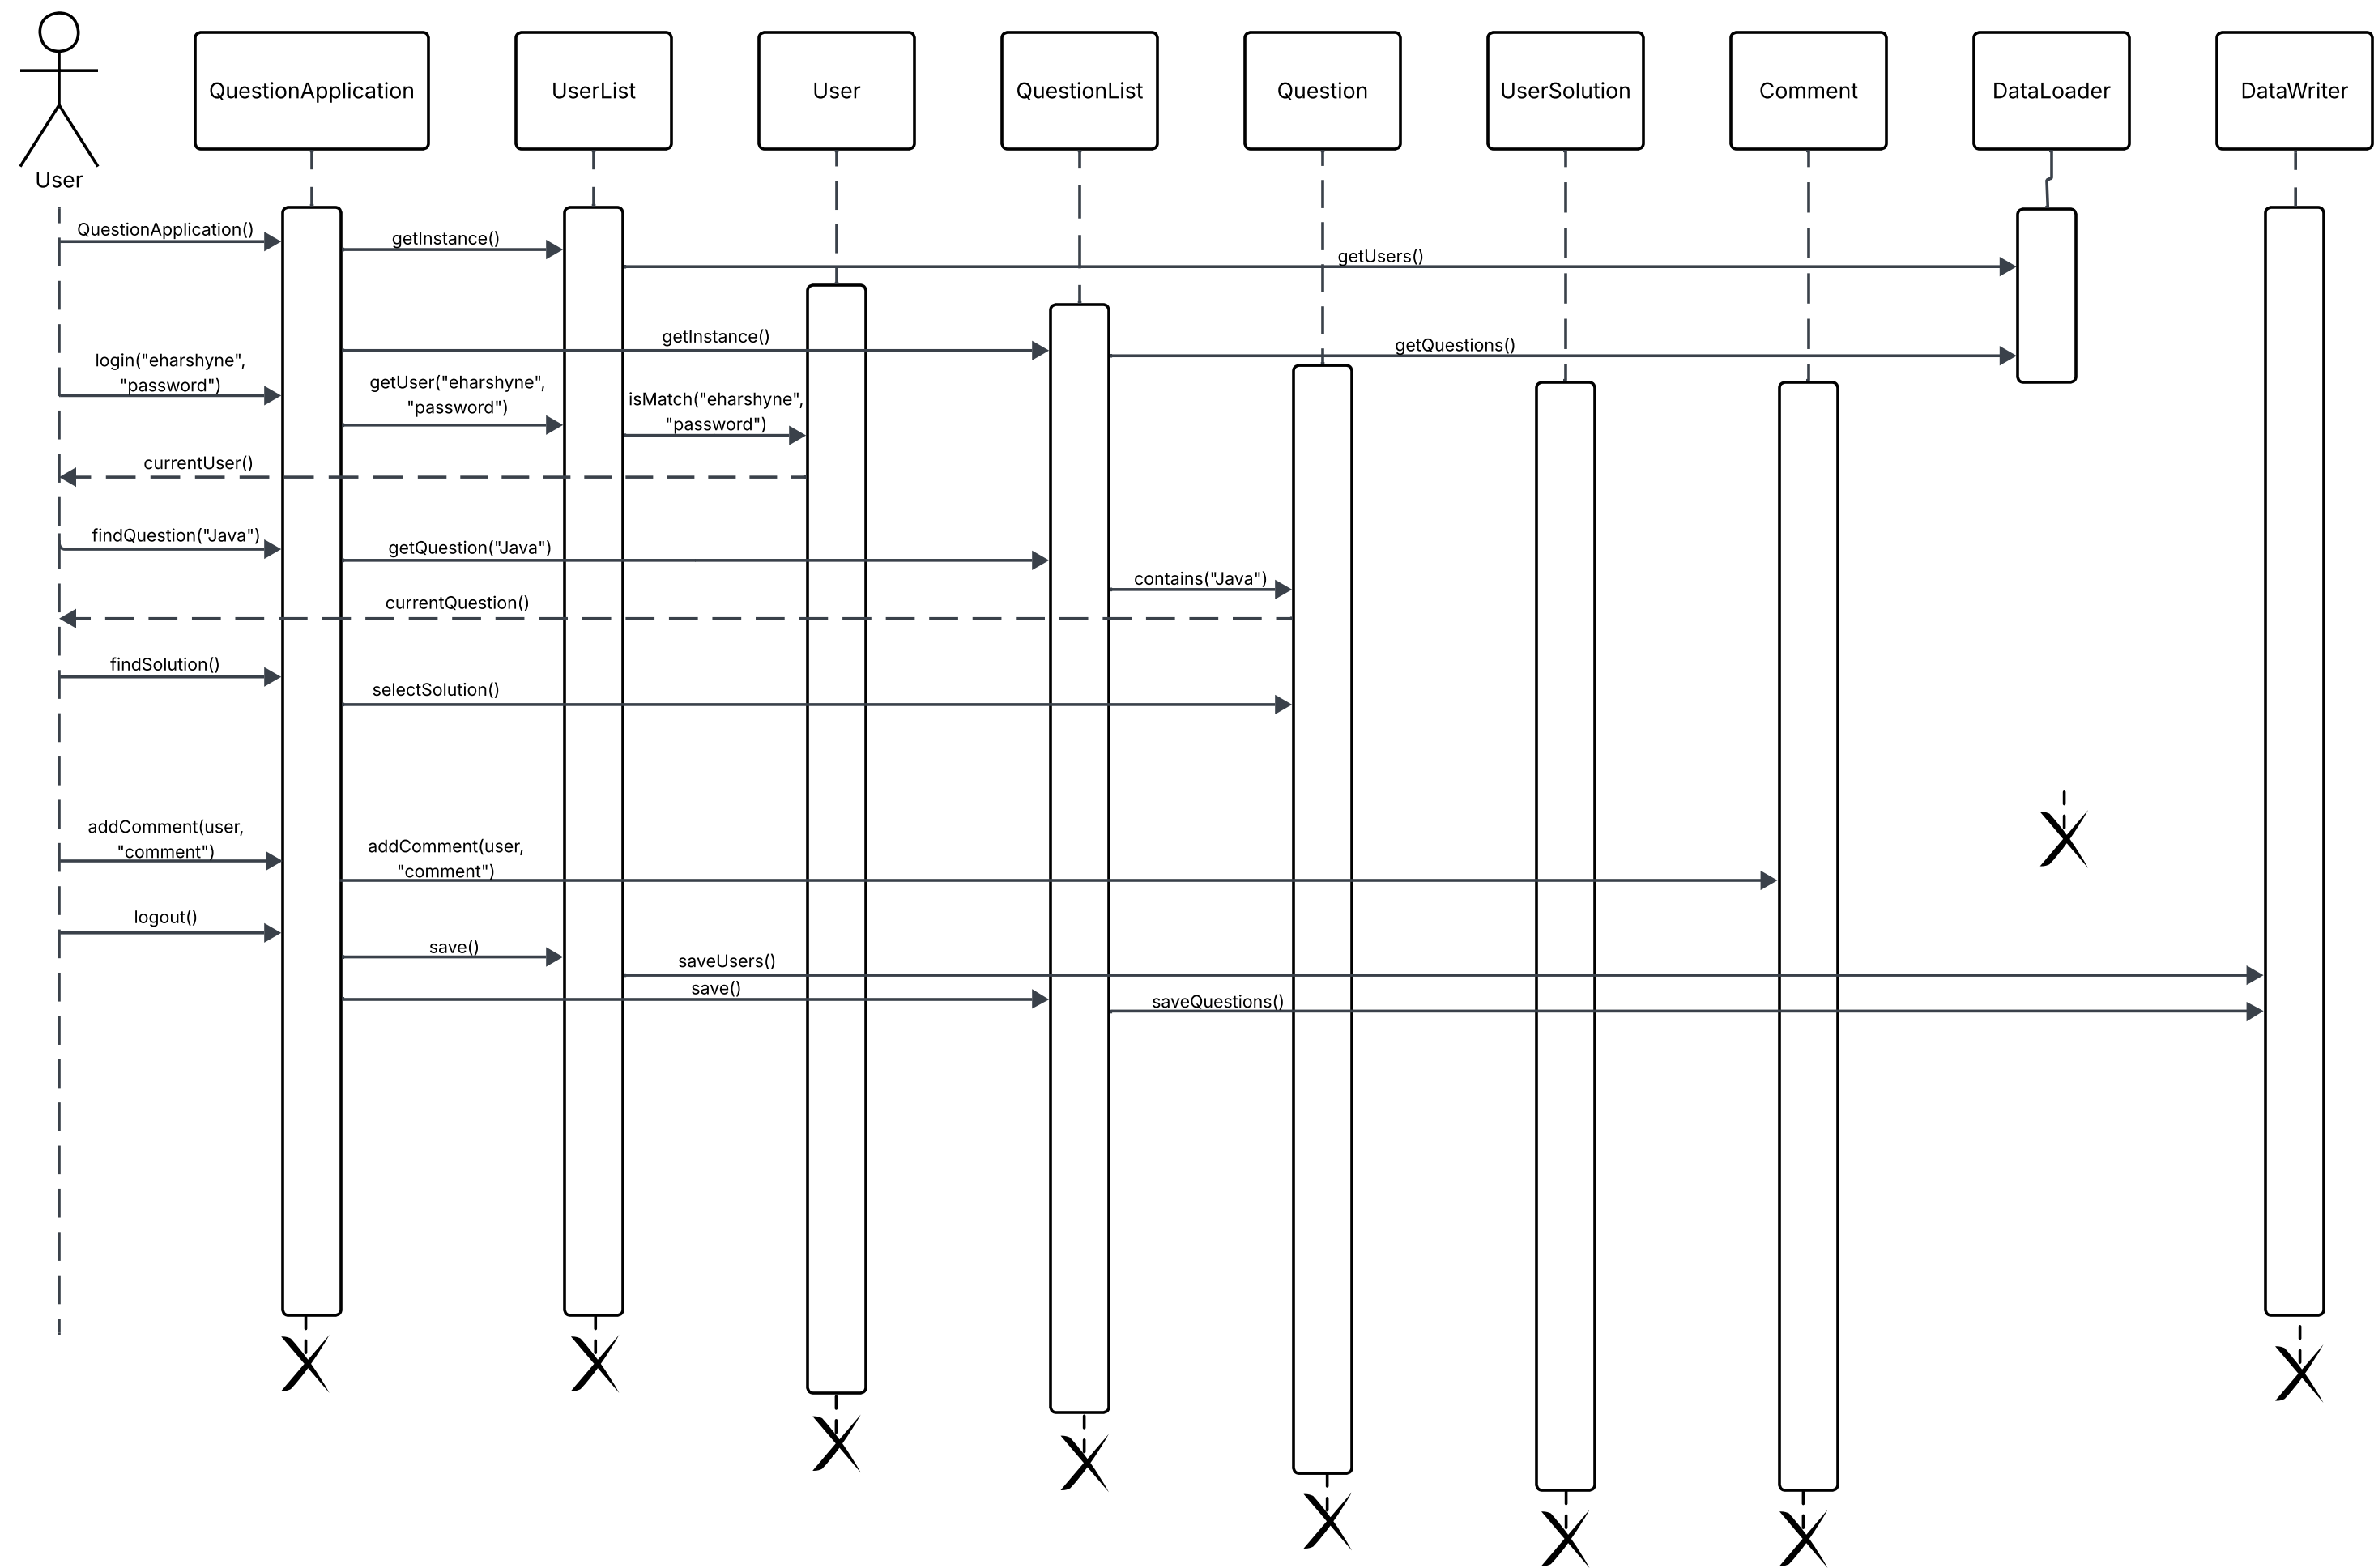 QuestionApplication
UserList
User
QuestionList
Question
UserSolution
Comment
DataLoader
DataWriter
User
QuestionApplication()
getInstance()
getUsers()
getInstance()
getQuestions()
login("eharshyne",
"password")
getUser("eharshyne",
"password")
isMatch("eharshyne",
"password")
currentUser()
findQuestion("Java")
getQuestion("Java")
contains("Java")
currentQuestion()
findSolution()
selectSolution()
addComment(user,
"comment")
addComment(user,
"comment")
logout()
save()
saveUsers()
save()
saveQuestions()